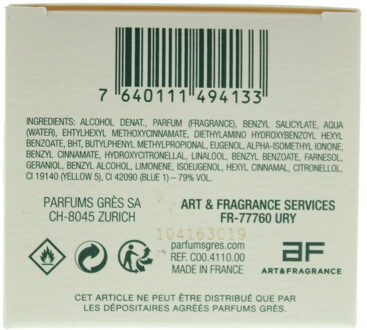 7 640111 494133
INGREDIENTS: ALCOHOL DENAT., PARFUM (FRAGRANCE), BENZYL SALICYLATE, AQUA
(WATER), EHTYLHEXYL METHOXYCINNAMATE, DIETHYLAMINO HYDROXYBENZOYL HEXYL
BENZOATE, BHT, BUTYLPHENYL METHYLPROPIONAL, EUGENOL, ALPHA-ISOMETHYL IONONE,
BENZYL CINNAMATE, HYDROXYCITRONELLAL, LINALOOL, BENZYL BENZOATE, FARNESOL,
GERANIOL, BENZYL ALCOHOL, LIMONENE, ISOEUGENOL, HEXYL CINNAMAL, CITRONELLOL,
CI 19140 (YELLOW 5), CI 42090 (BLUE 1) – 79% VOL.
PARFUMS GRÈS SA
CH-8045 ZURICH
ART & FRAGRANCE SERVICES
FR-77760 URY
104163C19
parfumsgres.com
REF. C00.4110.00
MADE IN FRANCE
AF
ART&FRAGRANCE
CET ARTICLE NE PEUT ÊTRE DISTRIBUÉ QUE PAR
LES DÉPOSITAIRES AGRÉÉS PARFUMS GRÈS.